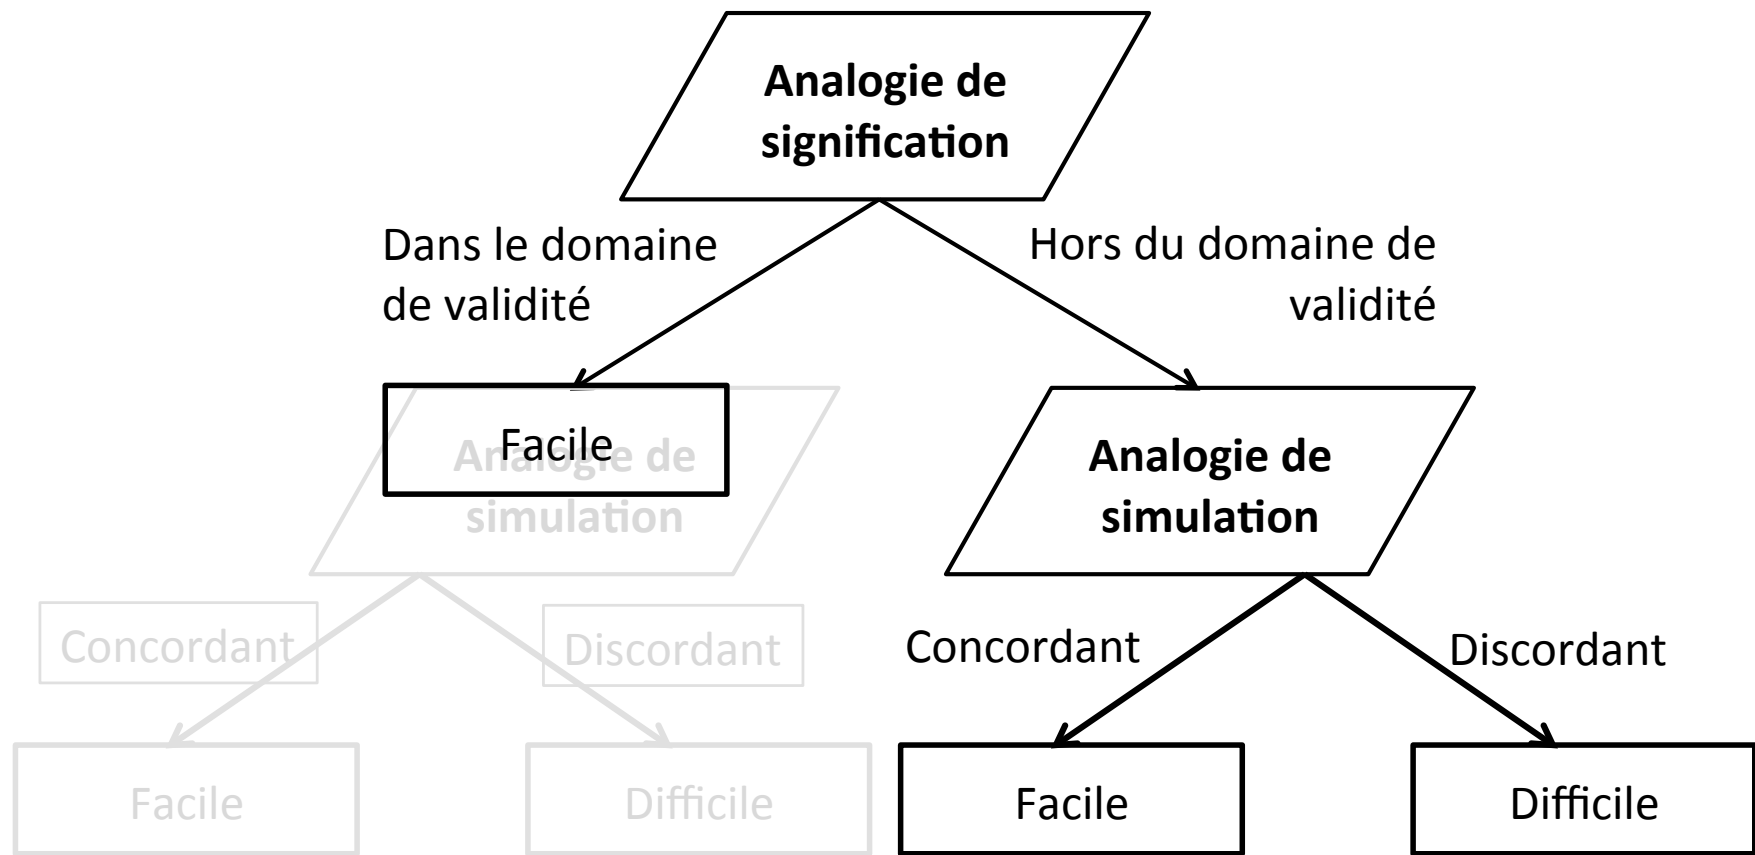 Analogie de
signification
Dans le domaine
de validité
Hors du domaine de
validité
Facile
Analogie de
simulation
Analogie de
simulation
Concordant
Discordant
Concordant
Discordant
Facile
Difficile
Facile
Difficile